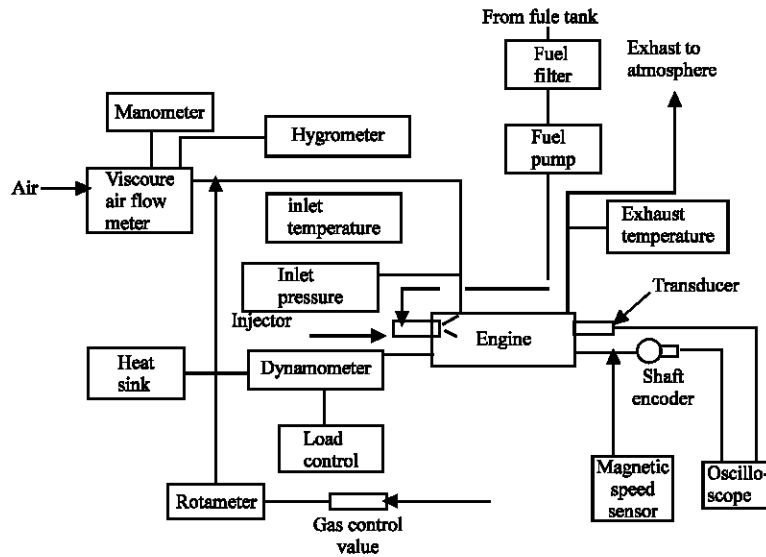 From fule tank
Fuel
filter
Exhast to
atmosphere
Manometer
Hygrometer
Fuel
pump
Air
Viscoure
air flow
meter
inlet
temperature
Exhaust
temperature
Inlet
pressure
Transducer
Injector
Engine
Heat
sink
Dynamometer
Shaft
encoder
Load
control
Magnetic
speed
sensor
Oscillo-
scope
Rotameter
Gas control
value